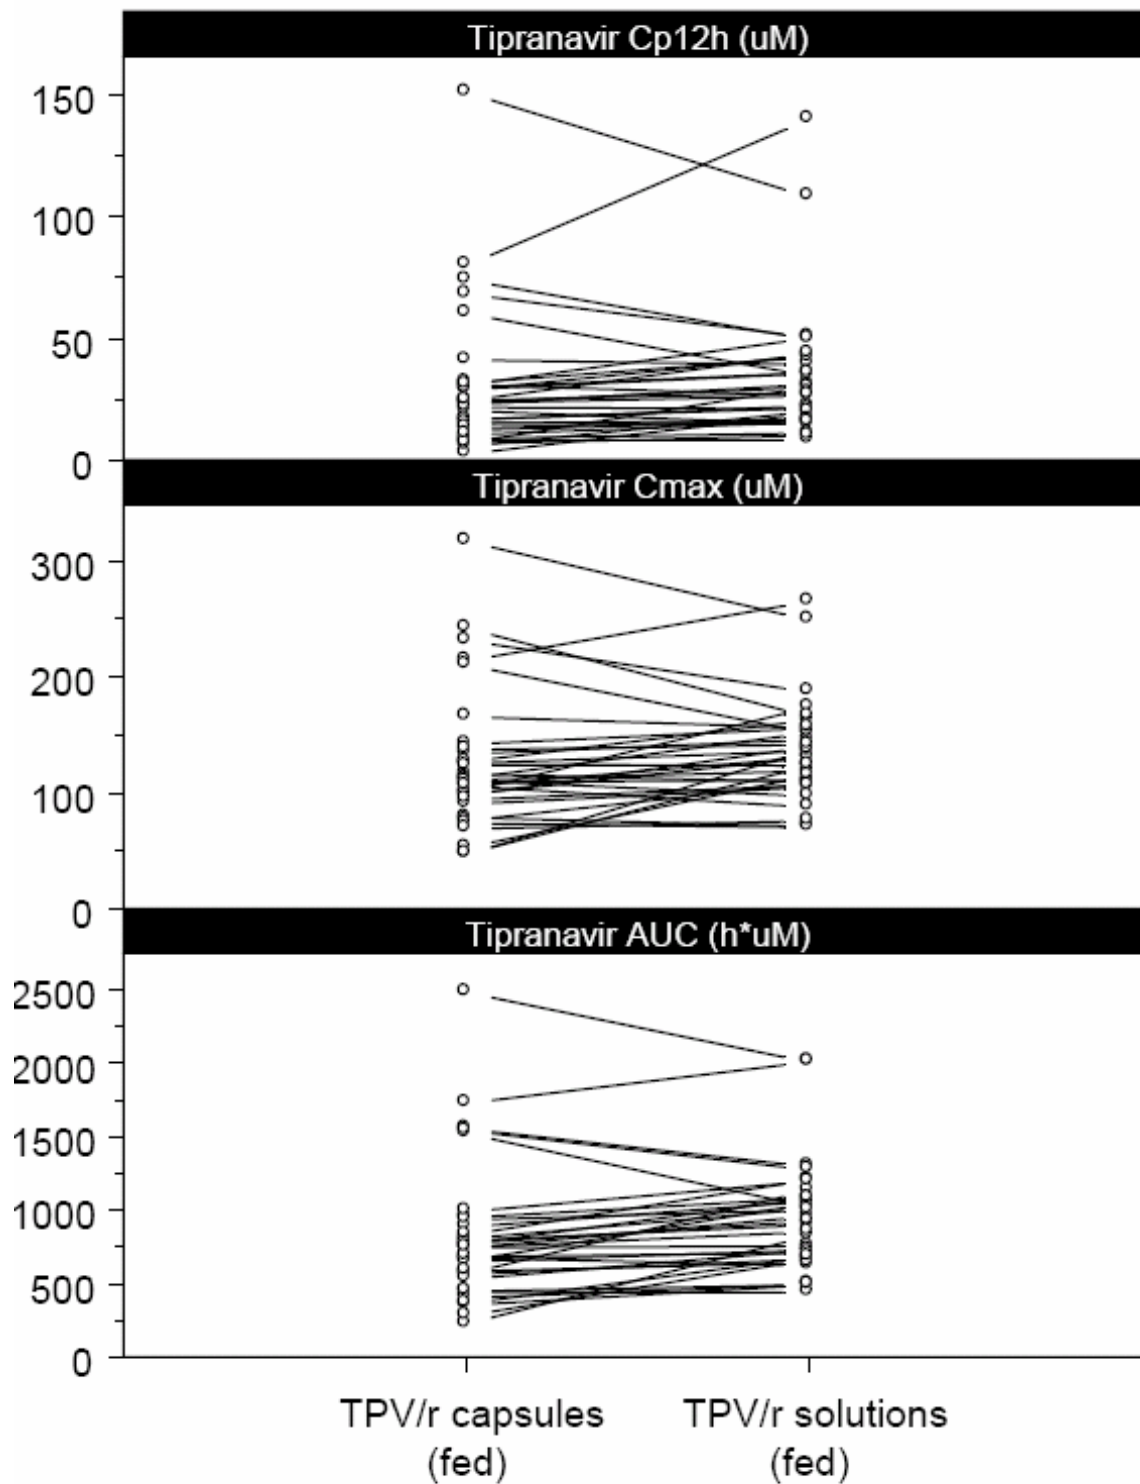 Tipranavir Cp12h (uM)
150
100
50
0
Tipranavir Cmax (uM)
300
200
100
0
Tipranavir AUC (h*uM)
2500
2000
1500
1000
500
0
TPV/r capsules
(fed)
TPV/r solutions
(fed)